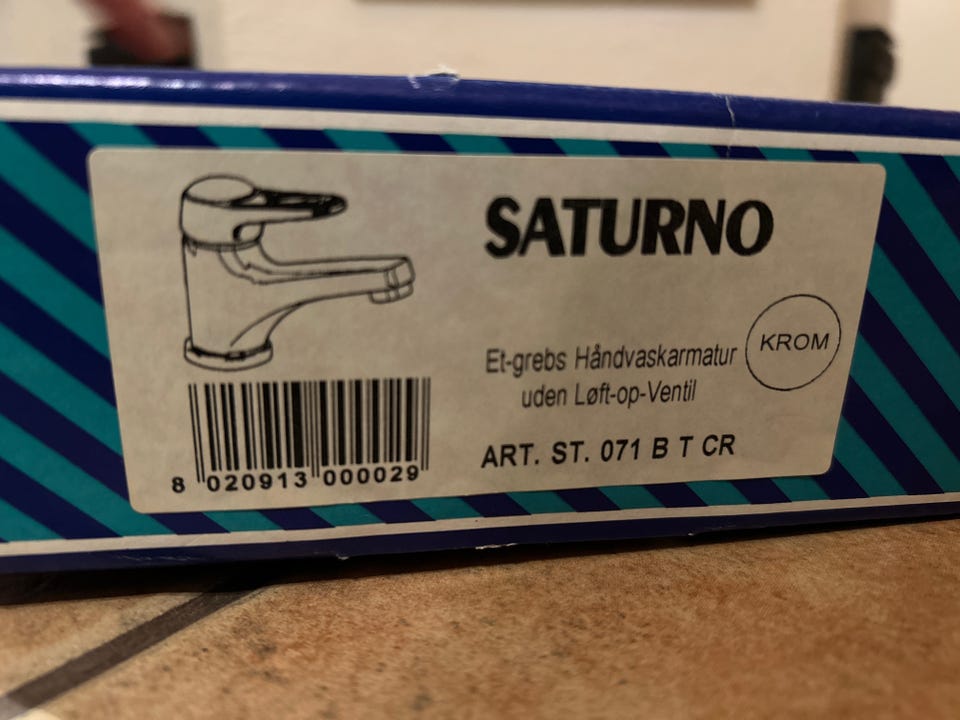 SATURNO
Et-grebs Håndvaskarmatur
uden Løft-op-Ventil
KROM
ART. ST. 071 B T CR
8 020913 000029